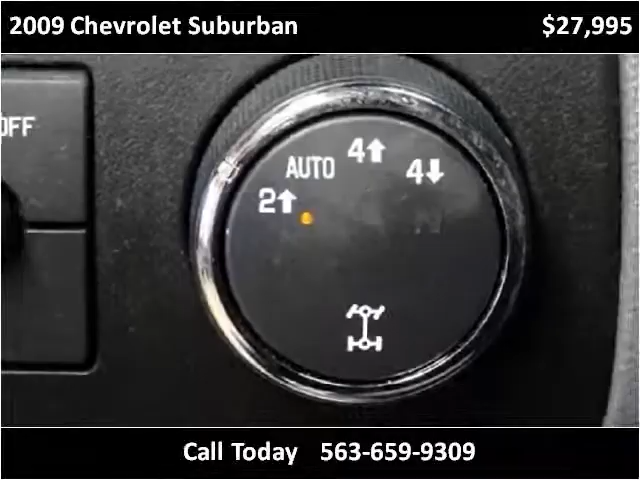 2009 Chevrolet Suburban $27,995
OFF
AUTO 4↑ 4↓
2↑
Call Today 563-659-9309